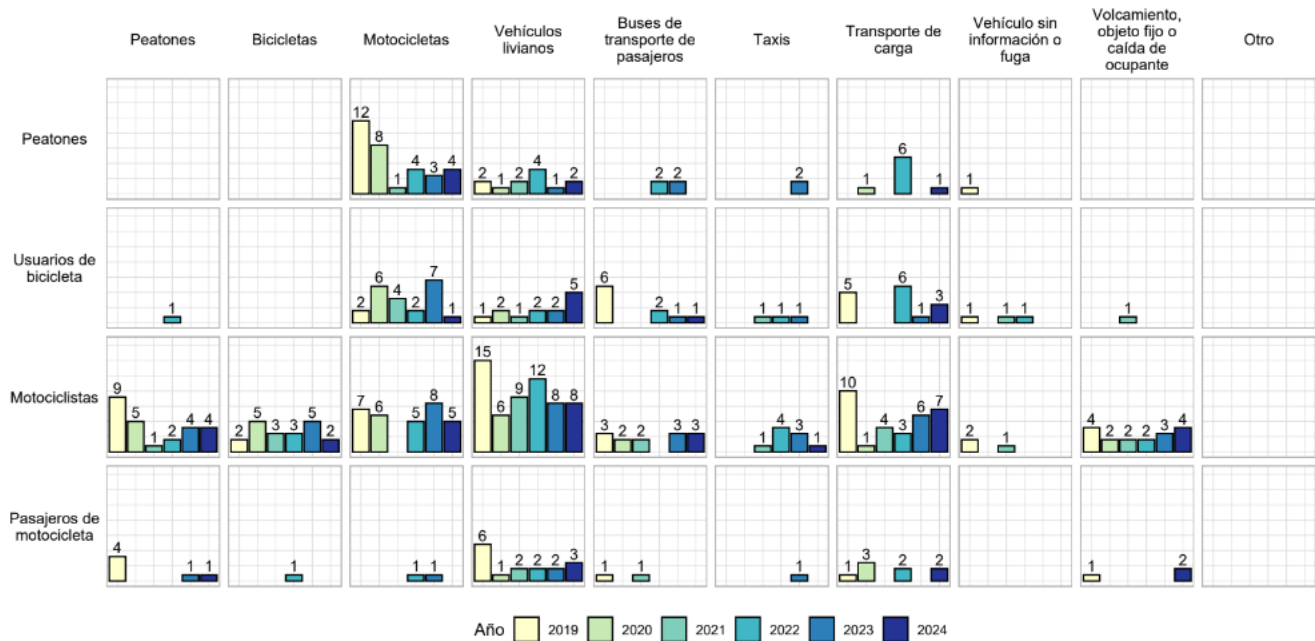 Peatones
Bicicletas
Motocicletas
Vehículos
livianos
Buses de
transporte de
pasajeros
Taxis
Transporte de
carga
Vehículo sin
información o
fuga
Volcamiento,
objeto fijo o
caída de
ocupante
Otro
Peatones
12 8 1 4 3 4
2 1 2 4 1 2
2 2
2
1 6 1
1
Usuarios de
bicicleta
1
2 6 4 2 7 1
1 2 1 2 2 5
6 2 1 1
1 1 1
5 6 1 3
1 1 1
1
Motociclistas
9 5 1 2 4 4
2 5 3 3 5 2
7 6 5 8 5
15 6 9 12 8 8
3 2 2 3 3
1 4 3 1
10 1 4 3 6 7
2 1
4 2 2 2 3 4
Pasajeros de
motocicleta
4 1 1
1
1 1
6 1 2 2 2 3
1 1
1
1 3 2 2
1 2
Año 2019 2020 2021 2022 2023 2024